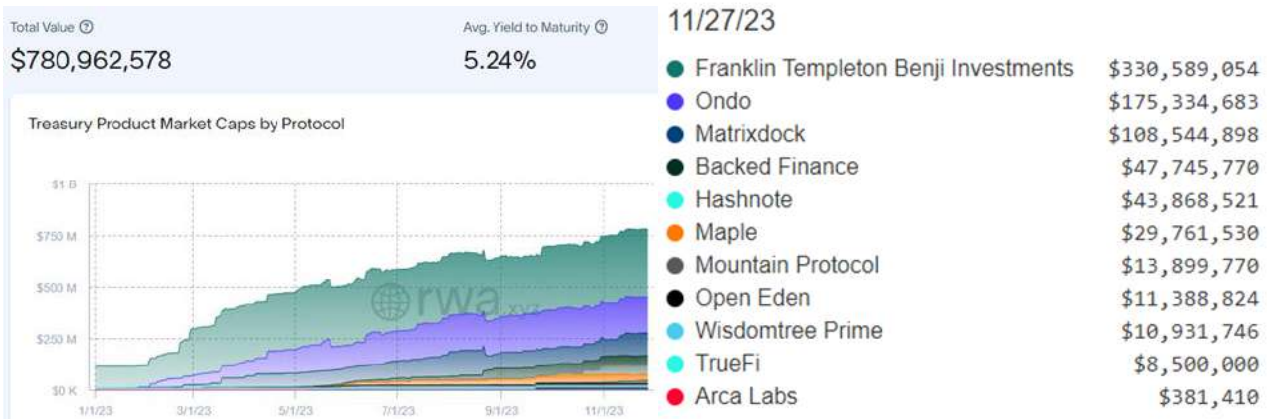 Total Value
$780,962,578
Avg. Yield to Maturity
5.24%
Treasury Product Market Caps by Protocol
$1 B
$750 M
$500 M
$250 M
$0 K
1/1/23 3/1/23 5/1/23 7/1/23 9/1/23 11/1/23
rwa.xyz
11/27/23
Franklin Templeton Benji Investments $330,589,054
Ondo $175,334,683
Matrixdock $108,544,898
Backed Finance $47,745,770
Hashnote $43,868,521
Maple $29,761,530
Mountain Protocol $13,899,770
Open Eden $11,388,824
Wisdomtree Prime $10,931,746
TrueFi $8,500,000
Arca Labs $381,410